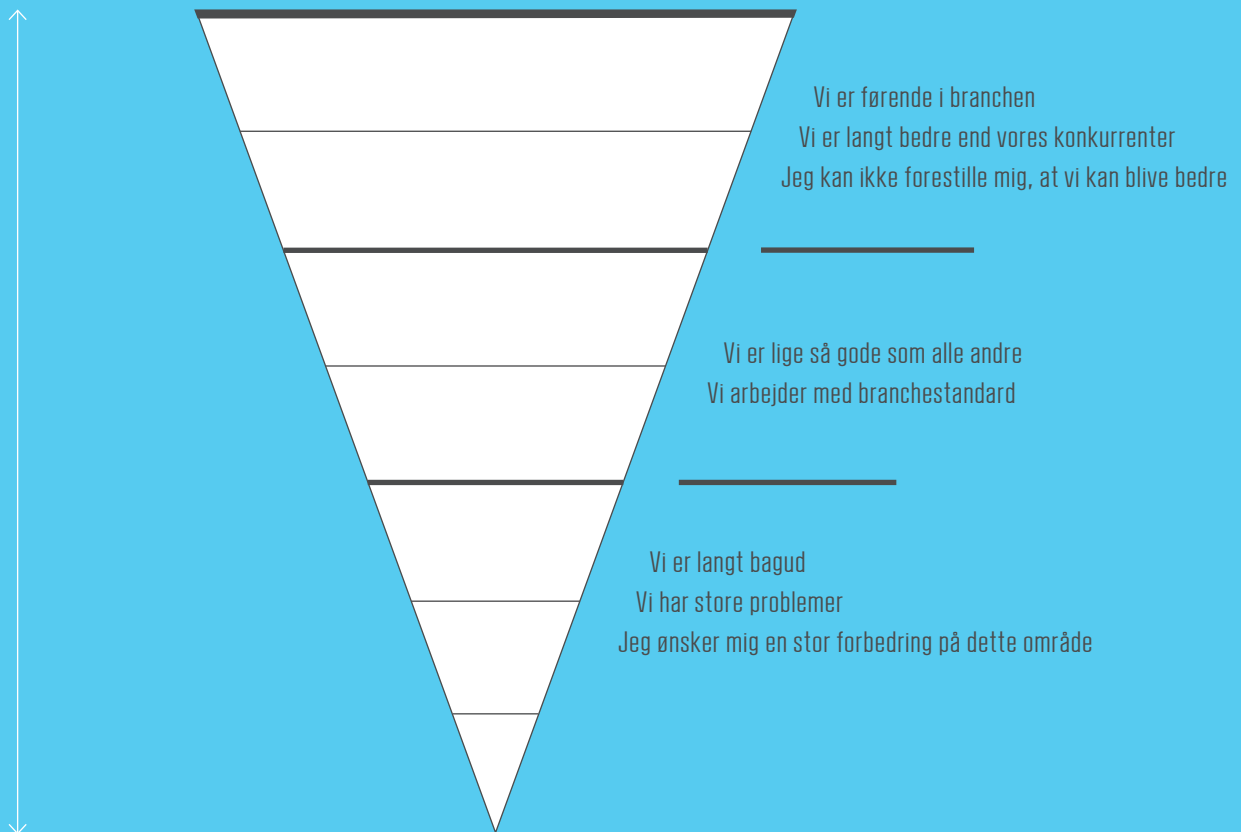 Vi er førende i branchen
Vi er langt bedre end vores konkurrenter
Jeg kan ikke forestille mig, at vi kan blive bedre
Vi er lige så gode som alle andre
Vi arbejder med branchestandard
Vi er langt bagud
Vi har store problemer
Jeg ønsker mig en stor forbedring på dette område